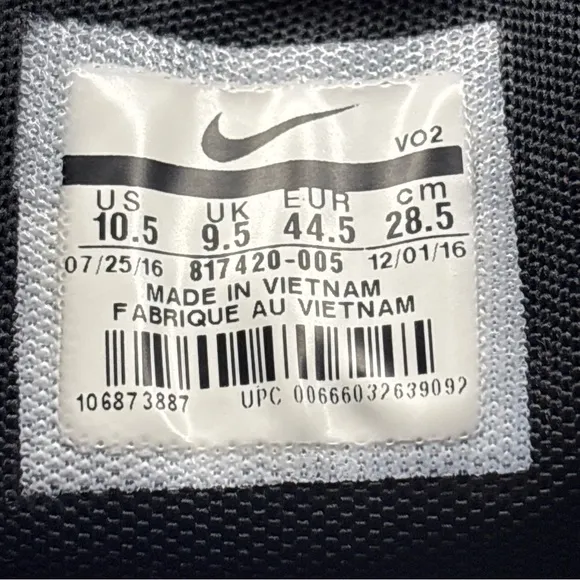 VO2
US UK EUR cm
10.5 9.5 44.5 28.5
07/25/16 817420-005 12/01/16
MADE IN VIETNAM
FABRIQUE AU VIETNAM
106873887 UPC 00666032639092